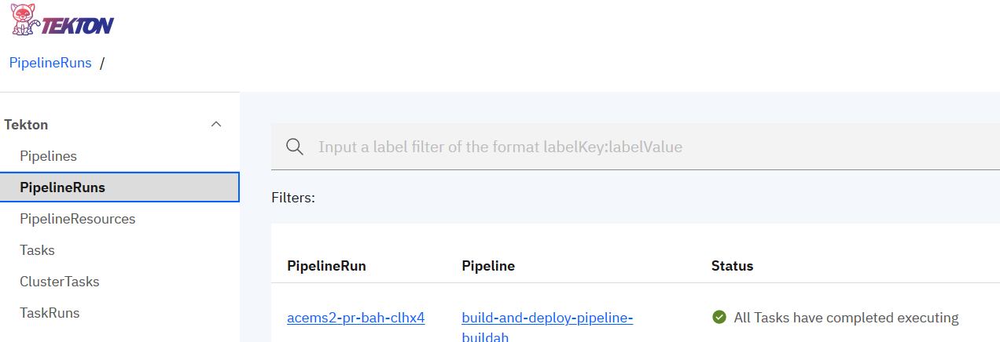 TEKTON
PipelineRuns /
Tekton
Pipelines
PipelineRuns
PipelineResources
Tasks
ClusterTasks
TaskRuns
Input a label filter of the format labelKey:labelValue
Filters:
PipelineRun Pipeline Status
acems2-pr-bah-clhx4 build-and-deploy-pipeline- All Tasks have completed executing
buildah